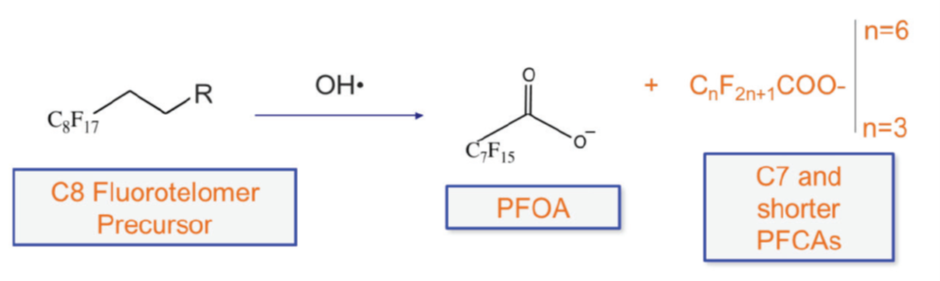 n=6
O
OH•
+
CₙF₂ₙ₊₁COO-
R
C₈F₁₇
n=3
C₇F₁₅
O⁻
C8 Fluorotelomer
Precursor
PFOA
C7 and
shorter
PFCAs